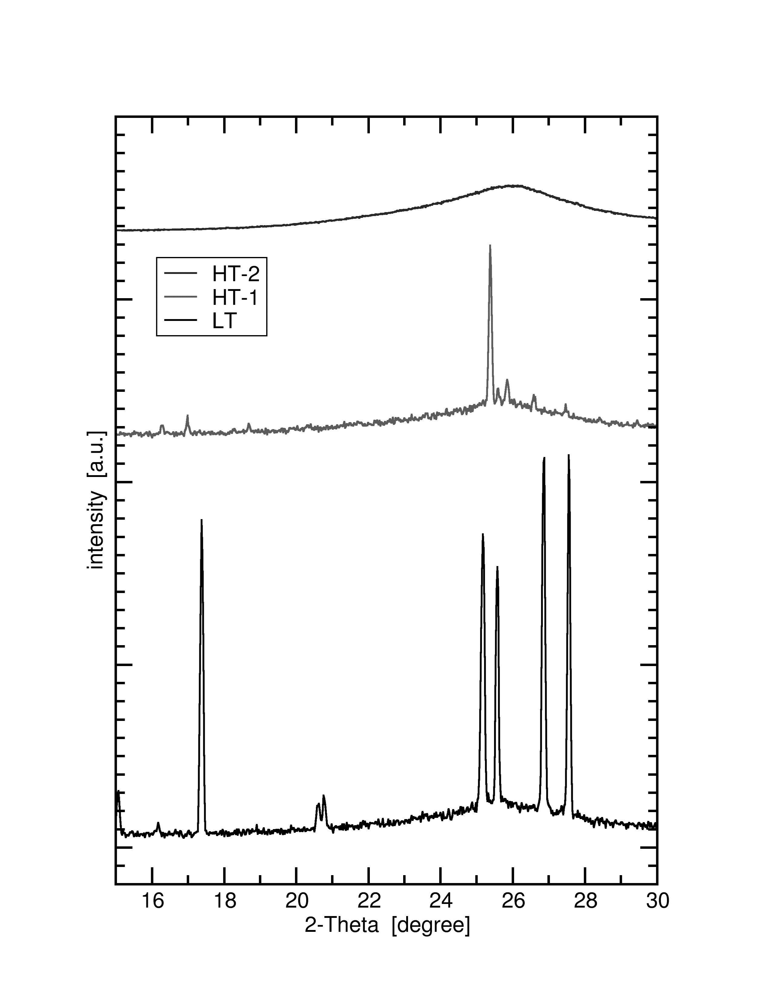 HT-2
HT-1
LT
intensity [a.u.]
16 18 20 22 24 26 28 30
2-Theta [degree]